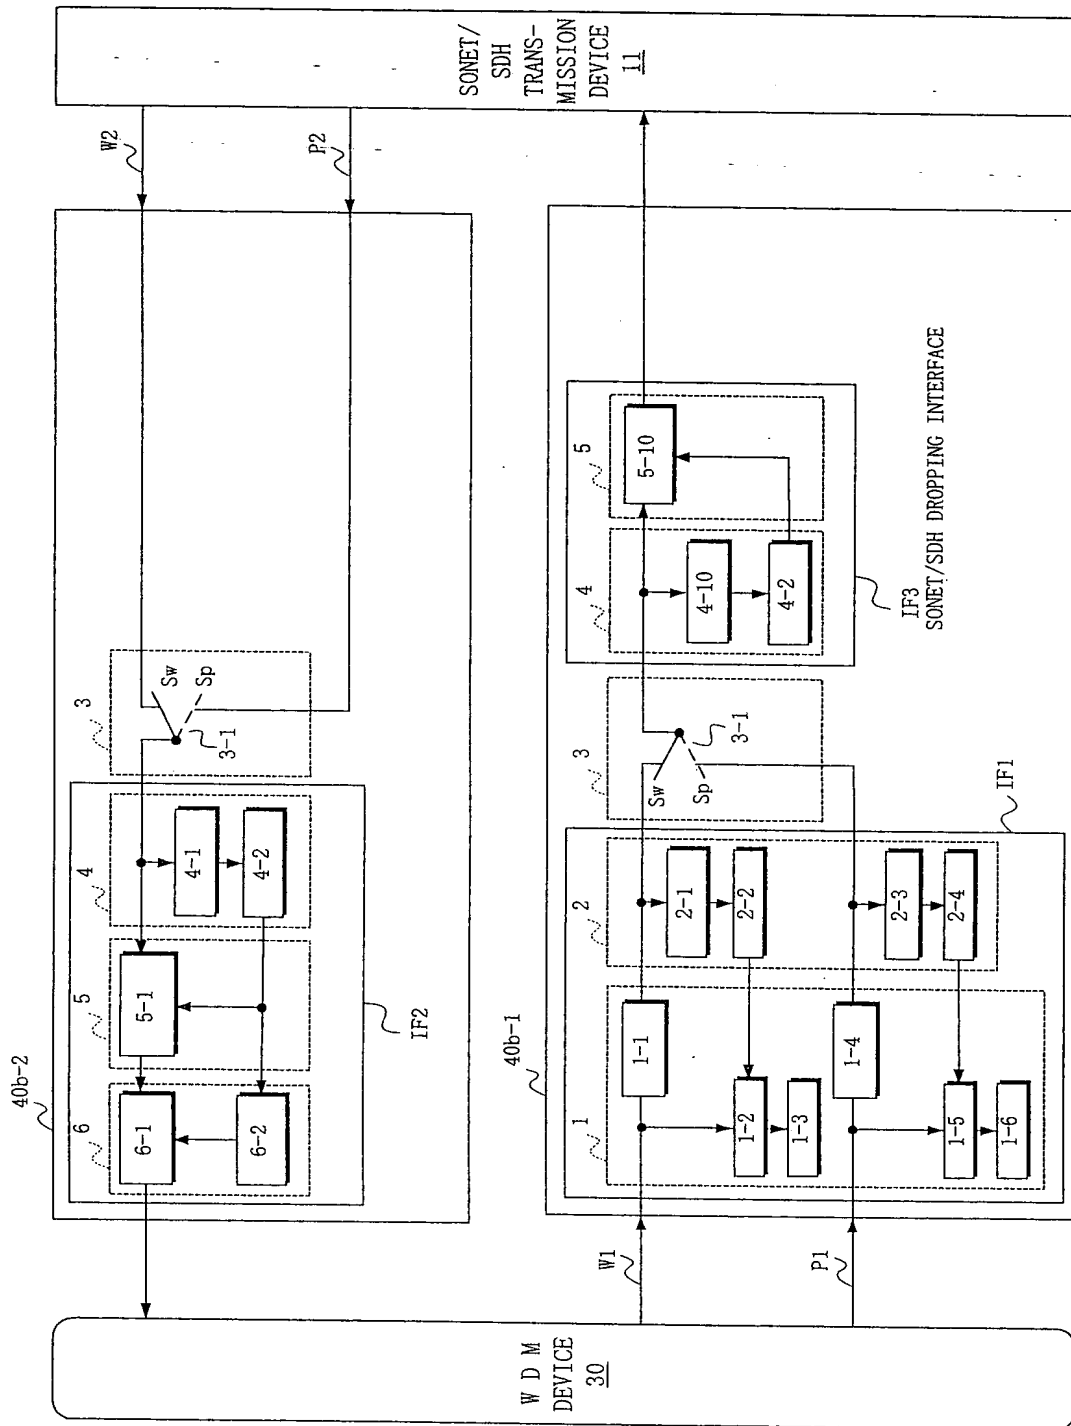 SONET/
SDH
TRANS-
MISSION
DEVICE
11
W2
P2
40b-2
6
6-1
6-2
5
5-1
4
4-1
4-2
IF2
3
Sw
Sp
3-1
40b-1
1
1-1
1-2
1-3
1-4
1-5
1-6
2
2-1
2-2
2-3
2-4
IF1
3
Sw
Sp
3-1
4
4-10
4-2
5
5-10
IF3
SONET/SDH DROPPING INTERFACE
W1
P1
W D M
DEVICE
30